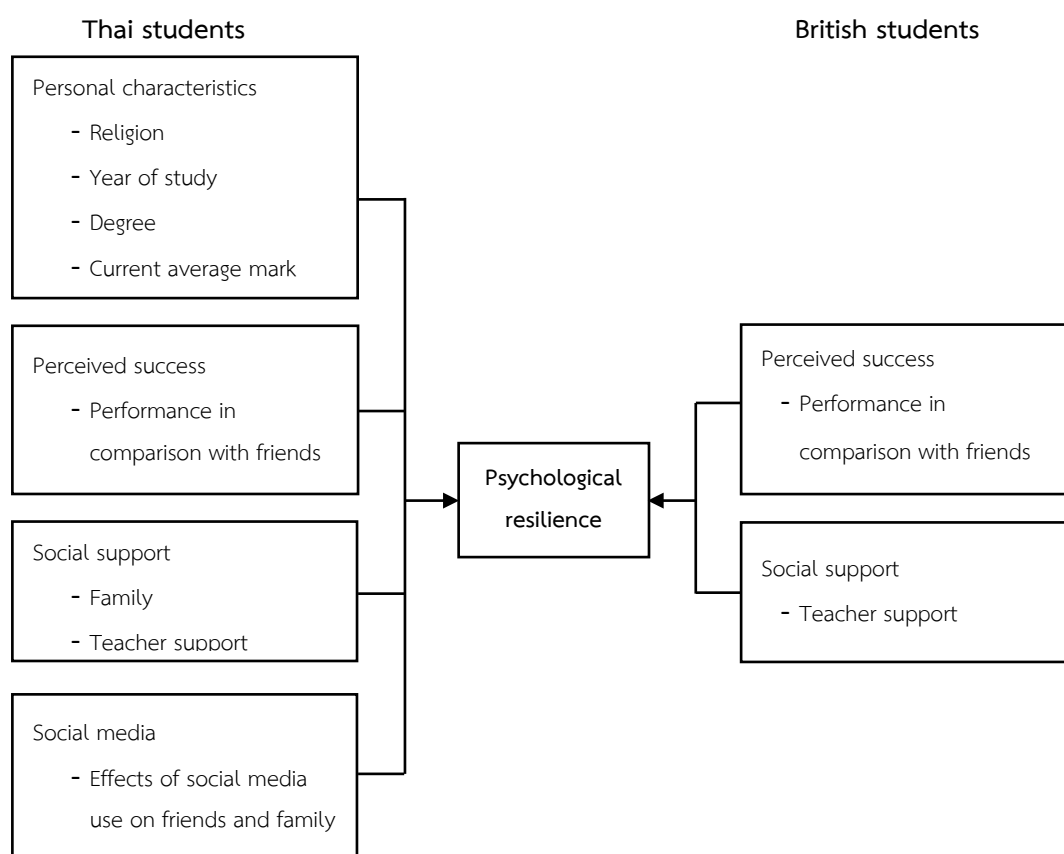 Thai students
British students
Personal characteristics
- Religion
- Year of study
- Degree
- Current average mark
Perceived success
- Performance in
comparison with friends
Social support
- Family
- Teacher support
Social media
- Effects of social media
use on friends and family
Psychological
resilience
Perceived success
- Performance in
comparison with friends
Social support
- Teacher support